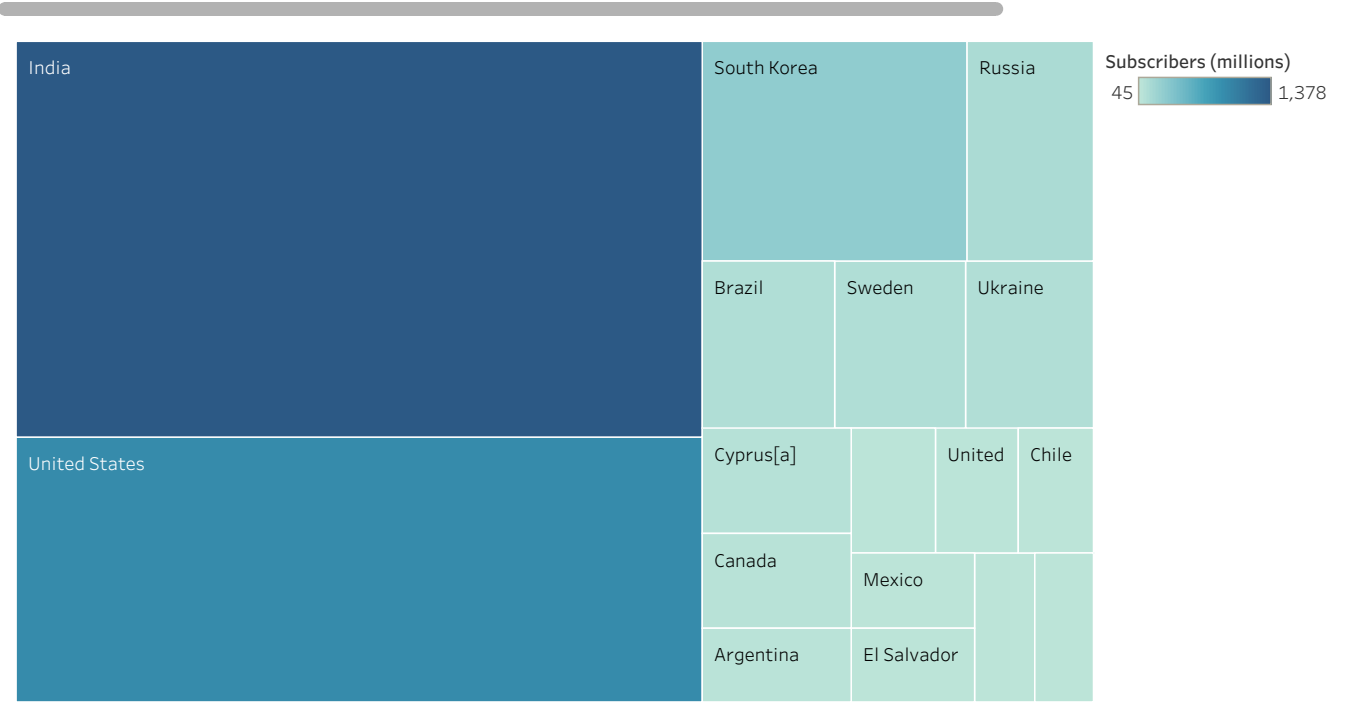 India
South Korea
Russia
Subscribers (millions)
45
1,378
Brazil
Sweden
Ukraine
United States
Cyprus[a]
United
Chile
Canada
Mexico
Argentina
El Salvador